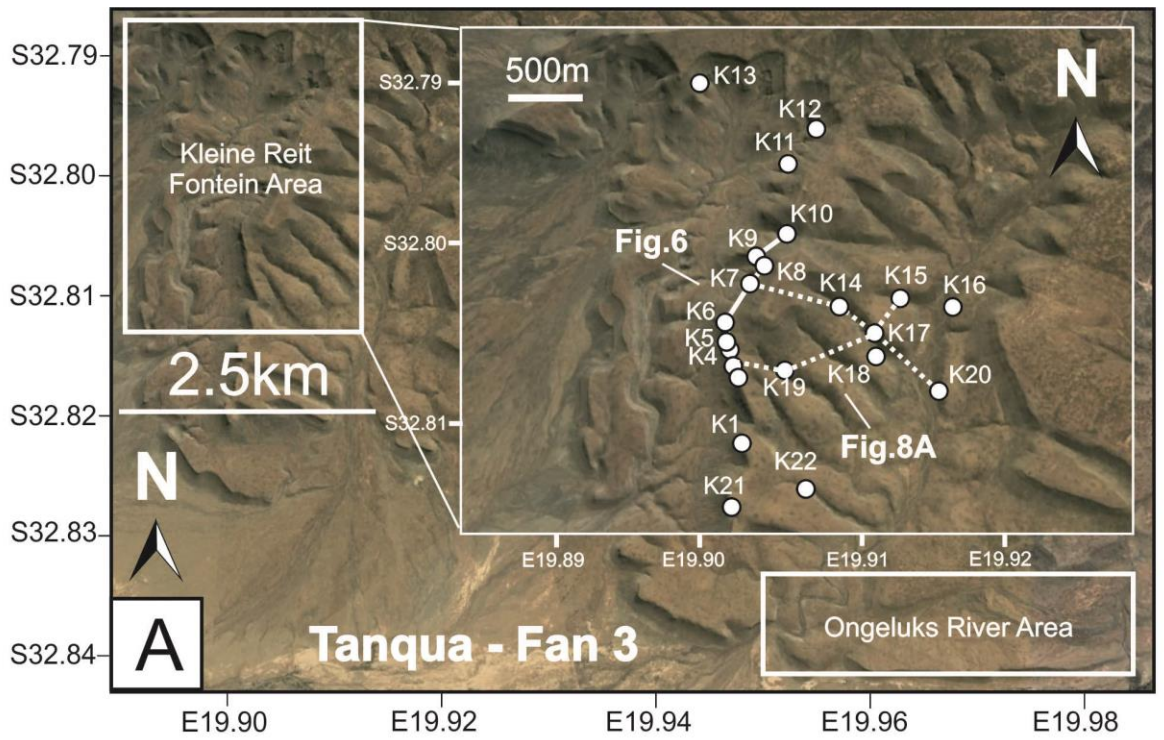 S32.79
S32.80
S32.81
S32.82
S32.83
S32.84
Kleine Reit
Fontein Area
2.5km
N
A
Tanqua - Fan 3
S32.79
S32.80
S32.81
500m
N
K13
K12
K11
K10
K9
K8
Fig.6
K7
K14
K15
K16
K6
K5
K4
K17
K18
K19
K20
Fig.8A
K1
K22
K21
E19.89
E19.90
E19.91
E19.92
Ongeluks River Area
E19.90
E19.92
E19.94
E19.96
E19.98